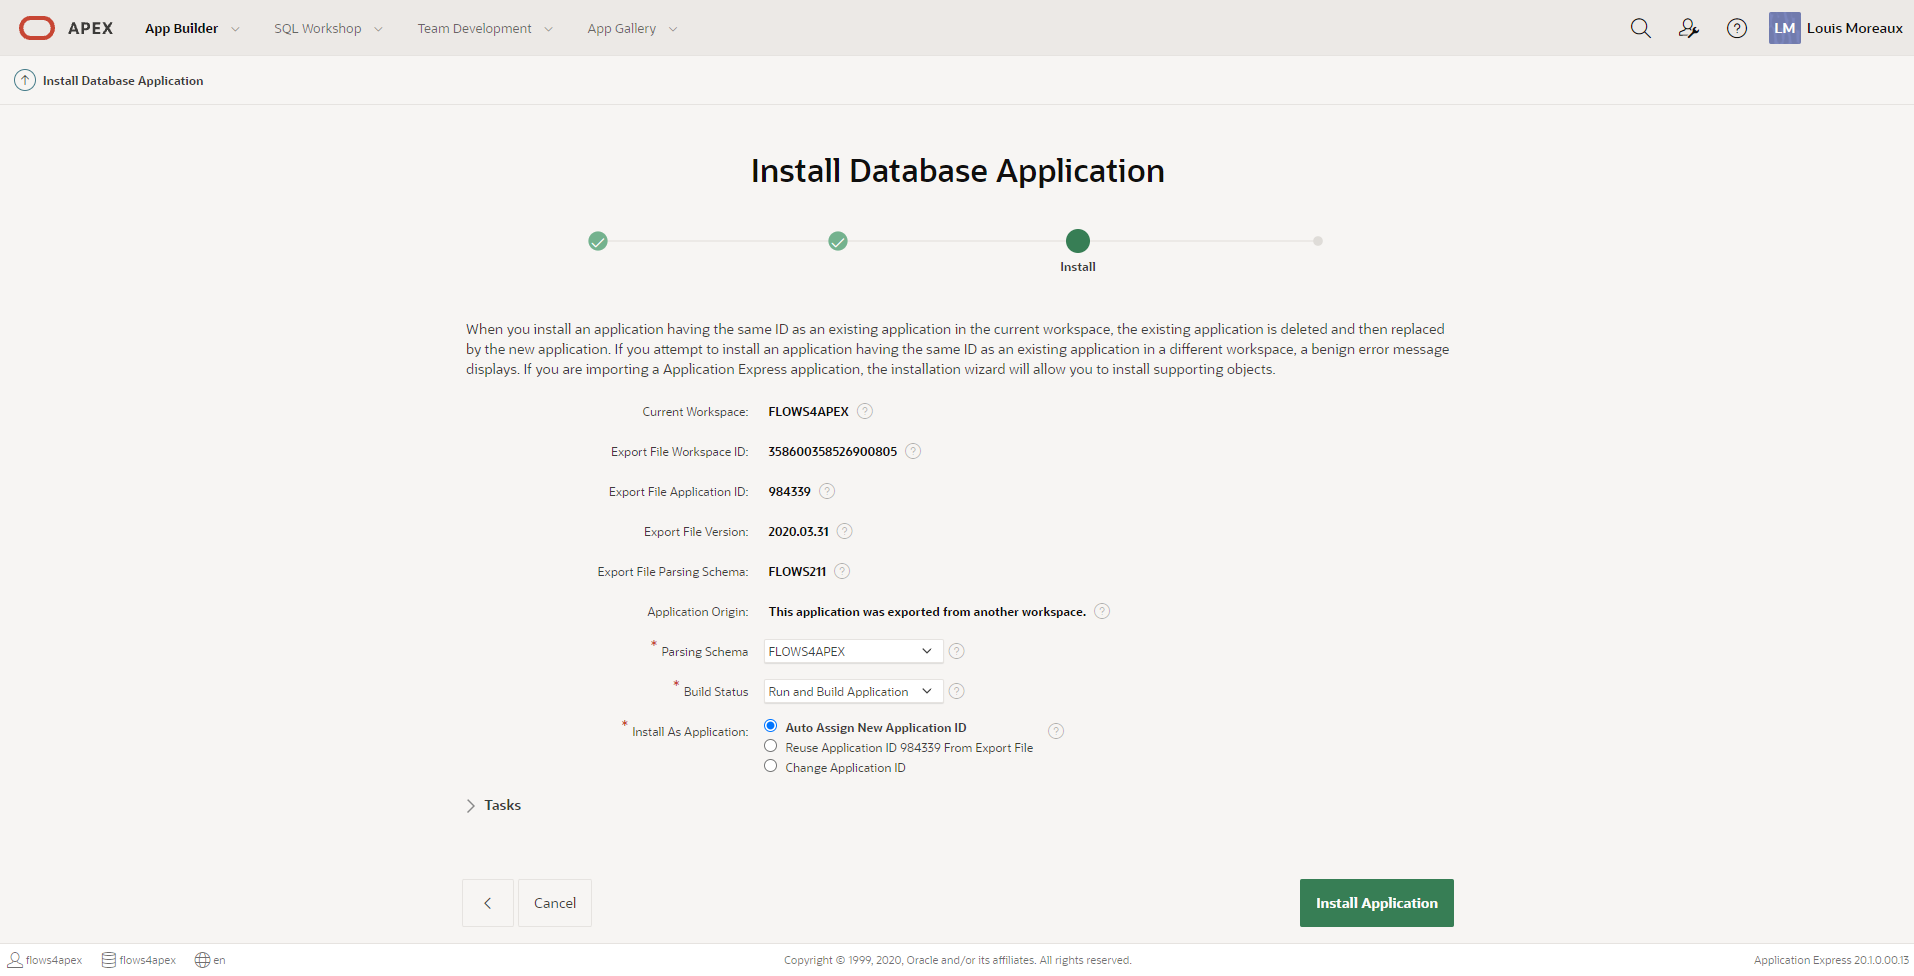 APEX
App Builder
SQL Workshop
Team Development
App Gallery
LM
Louis Moreaux
Install Database Application
Install Database Application
Install
When you install an application having the same ID as an existing application in the current workspace, the existing application is deleted and then replaced
by the new application. If you attempt to install an application having the same ID as an existing application in a different workspace, a benign error message
displays. If you are importing a Application Express application, the installation wizard will allow you to install supporting objects.
Current Workspace: FLOWS4APEX ?
Export File Workspace ID: 358600358526900805 ?
Export File Application ID: 984339 ?
Export File Version: 2020.03.31 ?
Export File Parsing Schema: FLOWS211 ?
Application Origin: This application was exported from another workspace. ?
* Parsing Schema FLOWS4APEX ?
* Build Status Run and Build Application ?
* Install As Application: Auto Assign New Application ID ?
Reuse Application ID 984339 From Export File
Change Application ID
Tasks
Cancel
Install Application
flows4apex flows4apex en
Copyright © 1999, 2020, Oracle and/or its affiliates. All rights reserved.
Application Express 20.1.0.00.13